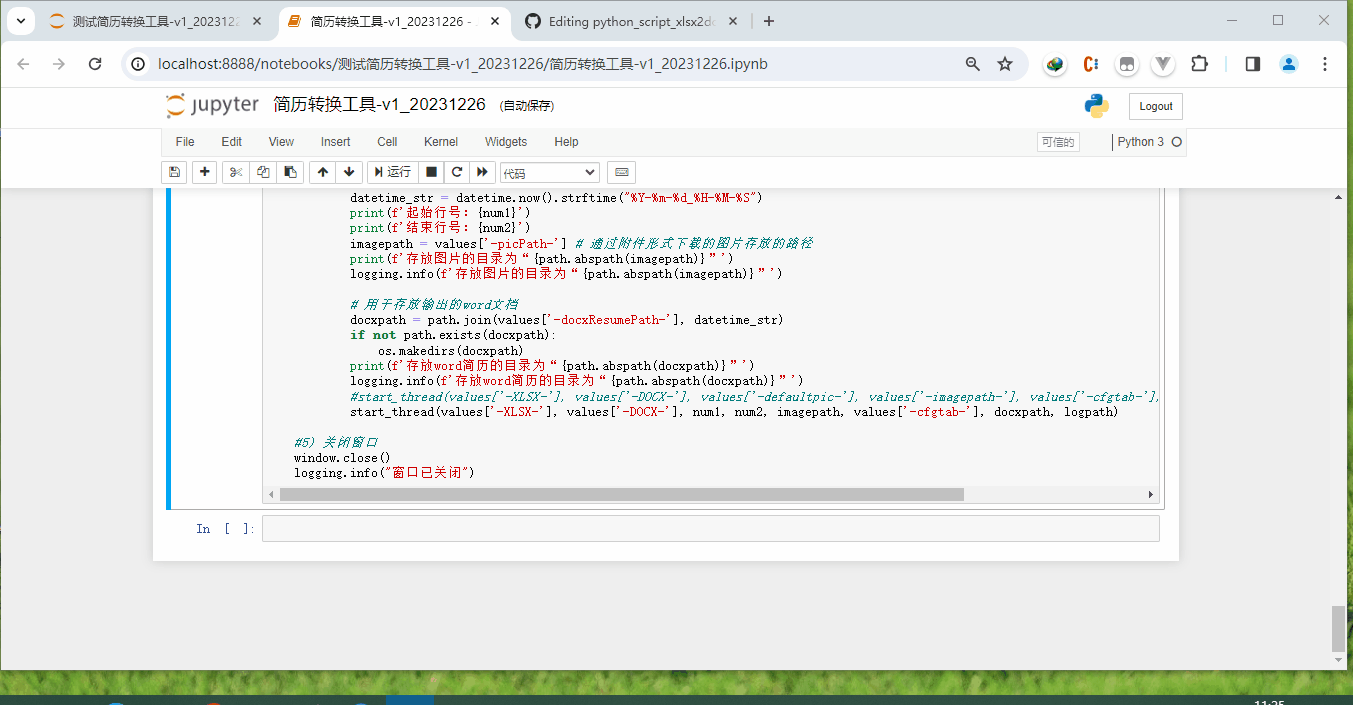 测试简历转换工具-v1_2023122
简历转换工具-v1_20231226 -
Editing python_script_xlsx2d
localhost:8888/notebooks/测试简历转换工具-v1_20231226/简历转换工具-v1_20231226.ipynb
jupyter 简历转换工具-v1_20231226 (自动保存)
Logout
File Edit View Insert Cell Kernel Widgets Help
可信的 Python 3
运行 代码
datetime_str = datetime.now().strftime("%Y-%m-%d_%H-%M-%S")
print(f'起始行号: {num1}')
print(f'结束行号: {num2}')
imagepath = values['-picPath-'] # 通过附件形式下载的图片存放的路径
print(f'存放图片的目录为“{path.abspath(imagepath)}”')
logging.info(f'存放图片的目录为“{path.abspath(imagepath)}”')
# 用于存放输出的word文档
docxpath = path.join(values['-docxResumePath-'], datetime_str)
if not path.exists(docxpath):
os.makedirs(docxpath)
print(f'存放word简历的目录为“{path.abspath(docxpath)}”')
logging.info(f'存放word简历的目录为“{path.abspath(docxpath)}”')
#start_thread(values['-XLSX-'], values['-DOCX-'], values['-defaultpic-'], values['-imagepath-'], values['-cfgtab-'],
start_thread(values['-XLSX-'], values['-DOCX-'], num1, num2, imagepath, values['-cfgtab-'], docxpath, logpath)
#5) 关闭窗口
window.close()
logging.info("窗口已关闭")
In [ ]: